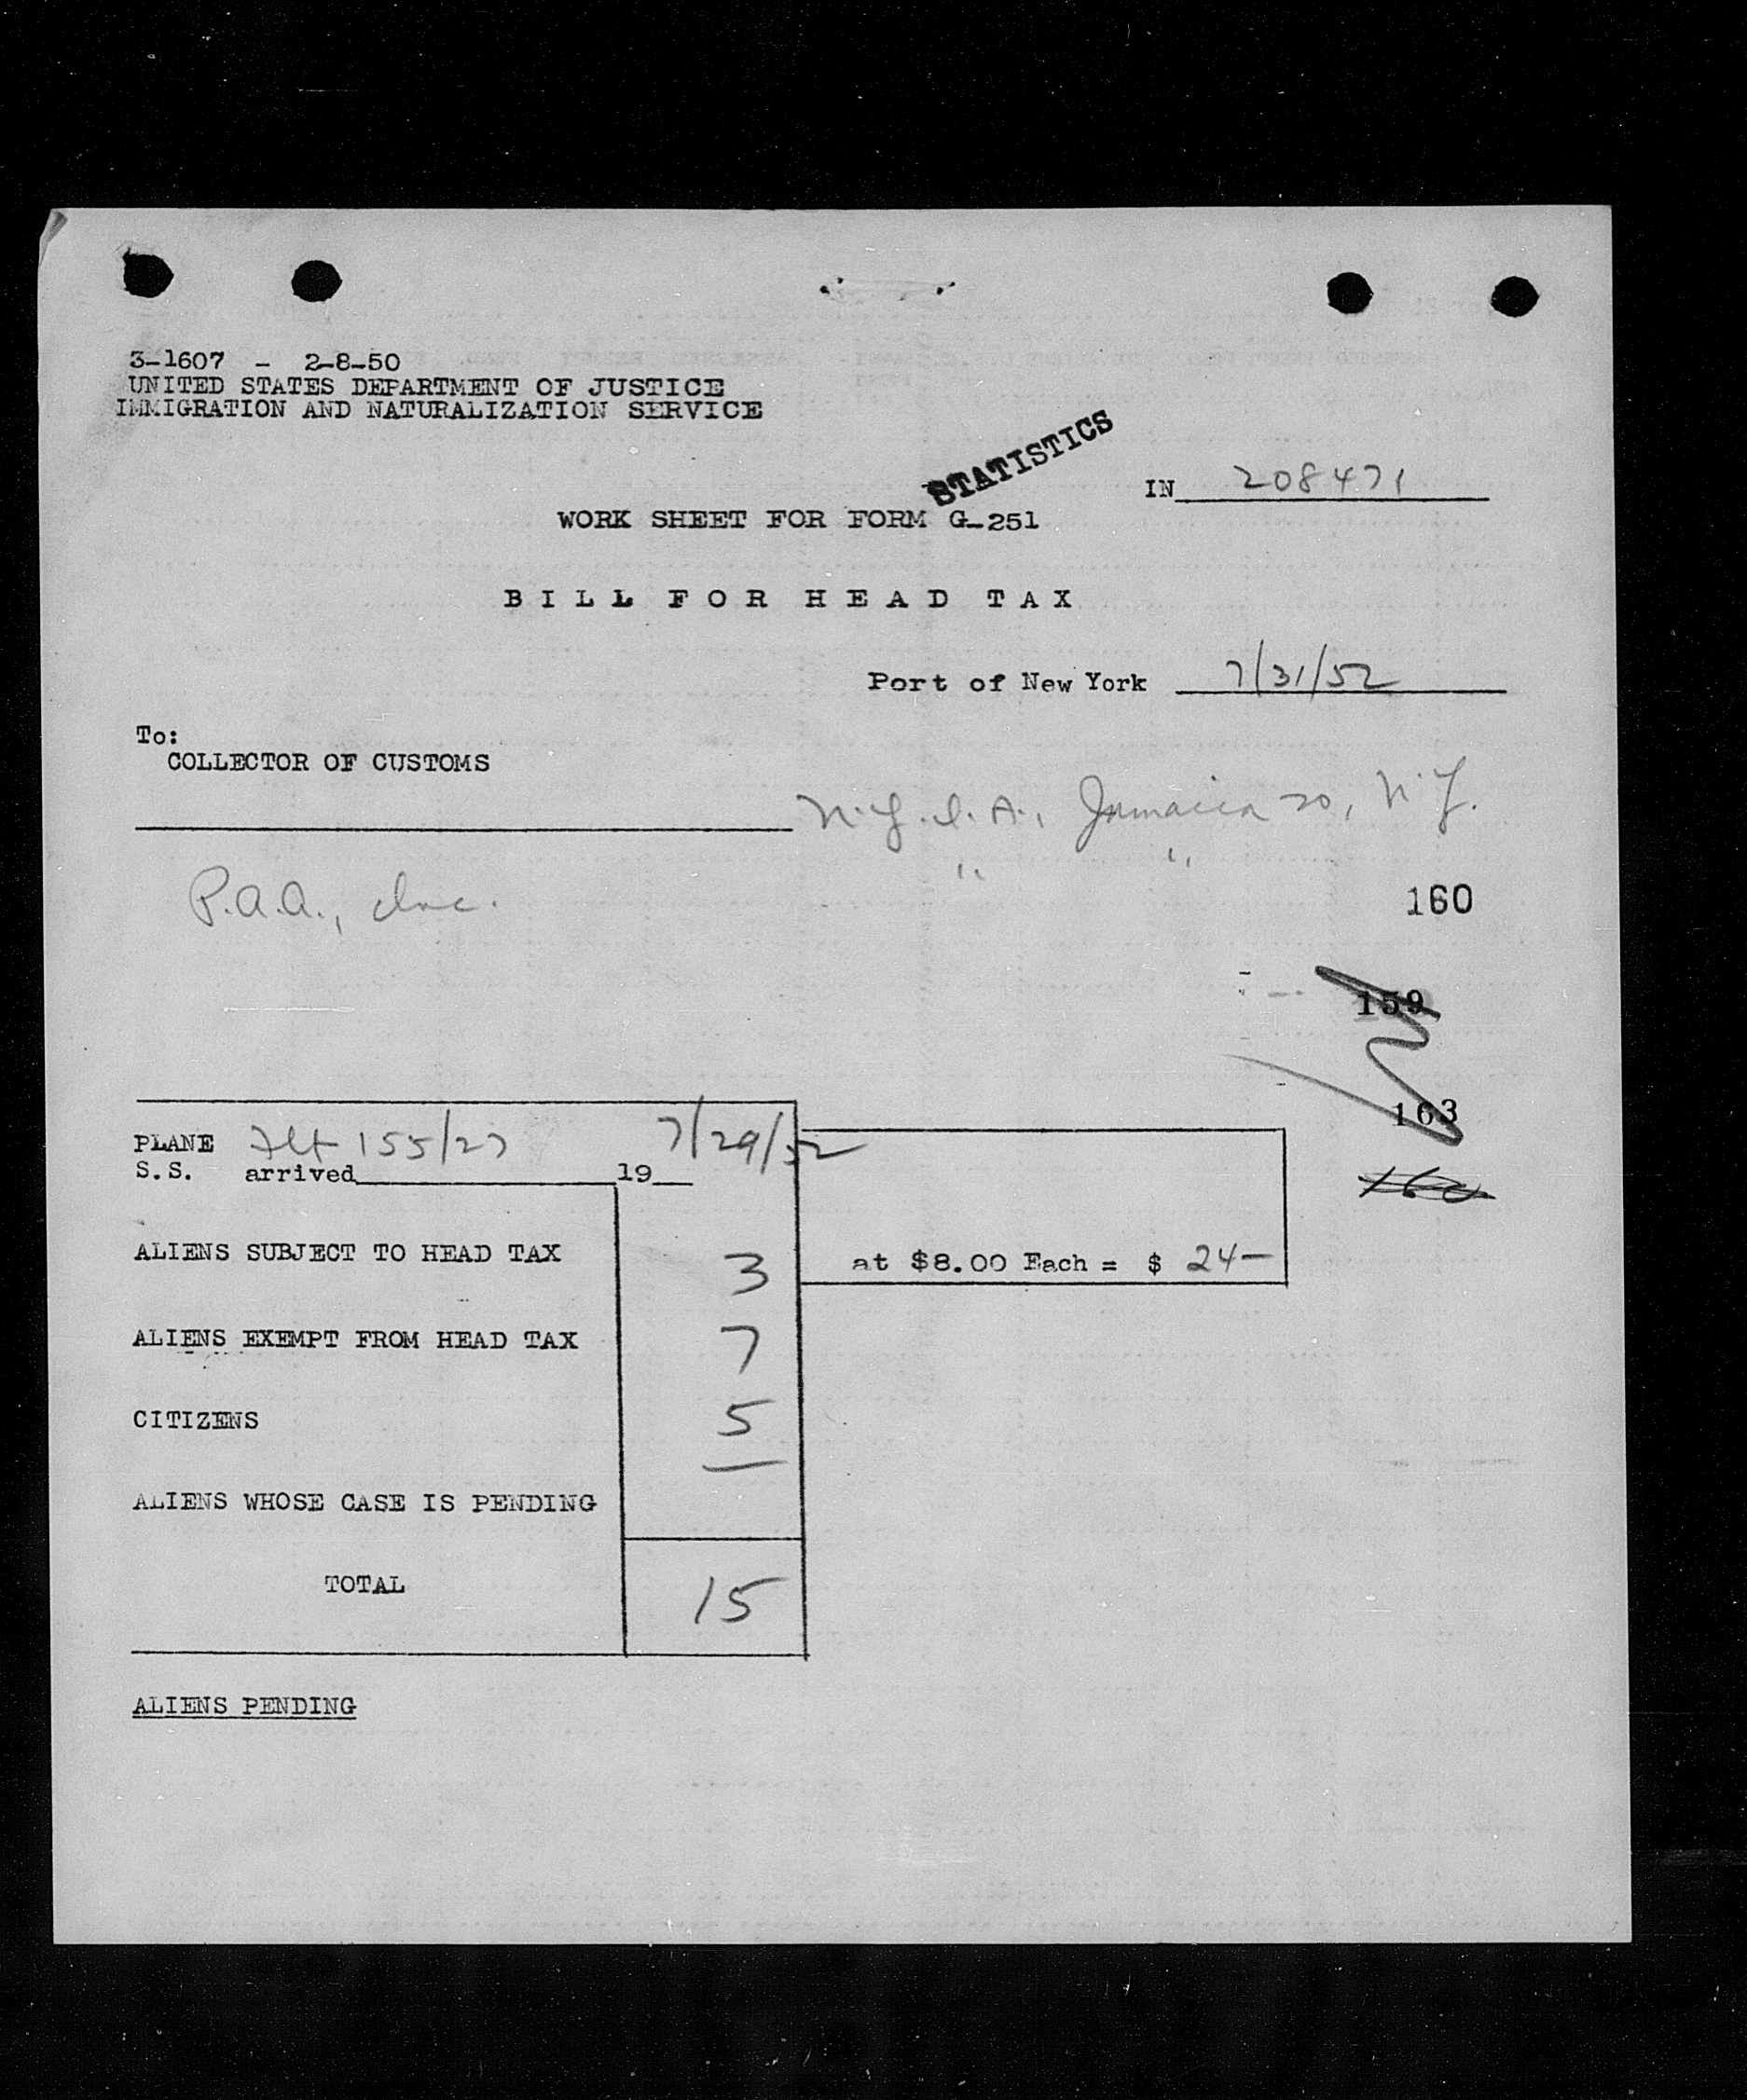 3-1607 - 2-8-50
UNITED STATES DEPARTMENT OF JUSTICE
IMMIGRATION AND NATURALIZATION SERVICE
STATISTICS
IN 208471
WORK SHEET FOR FORM G-251
BILL FOR HEAD TAX
Port of New York 7/31/52
To:
COLLECTOR OF CUSTOMS
N.Y.I.A., Jamaica 30, N.Y.
" "
P.A.A., Inc.
160
159
163
160
PLANE Flt 155/27 7/29/52
S.S. arrived 19
ALIENS SUBJECT TO HEAD TAX 3 at $8.00 Each = $ 24—
ALIENS EXEMPT FROM HEAD TAX 7
CITIZENS 5
ALIENS WHOSE CASE IS PENDING
TOTAL 15
ALIENS PENDING